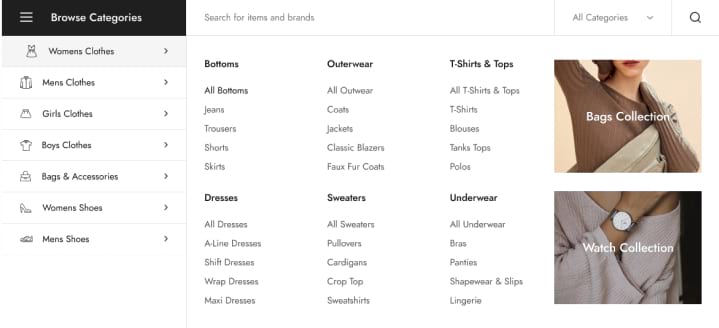 Browse Categories
Search for items and brands
All Categories
Womens Clothes
Mens Clothes
Girls Clothes
Boys Clothes
Bags & Accessories
Womens Shoes
Mens Shoes
Bottoms
All Bottoms
Jeans
Trousers
Shorts
Skirts
Outerwear
All Outwear
Coats
Jackets
Classic Blazers
Faux Fur Coats
T-Shirts & Tops
All T-Shirts & Tops
T-Shirts
Blouses
Tanks Tops
Polos
Dresses
All Dresses
A-Line Dresses
Shift Dresses
Wrap Dresses
Maxi Dresses
Sweaters
All Sweaters
Pullovers
Cardigans
Crop Top
Sweatshirts
Underwear
All Underwear
Bras
Panties
Shapewear & Slips
Lingerie
Bags Collection
Watch Collection